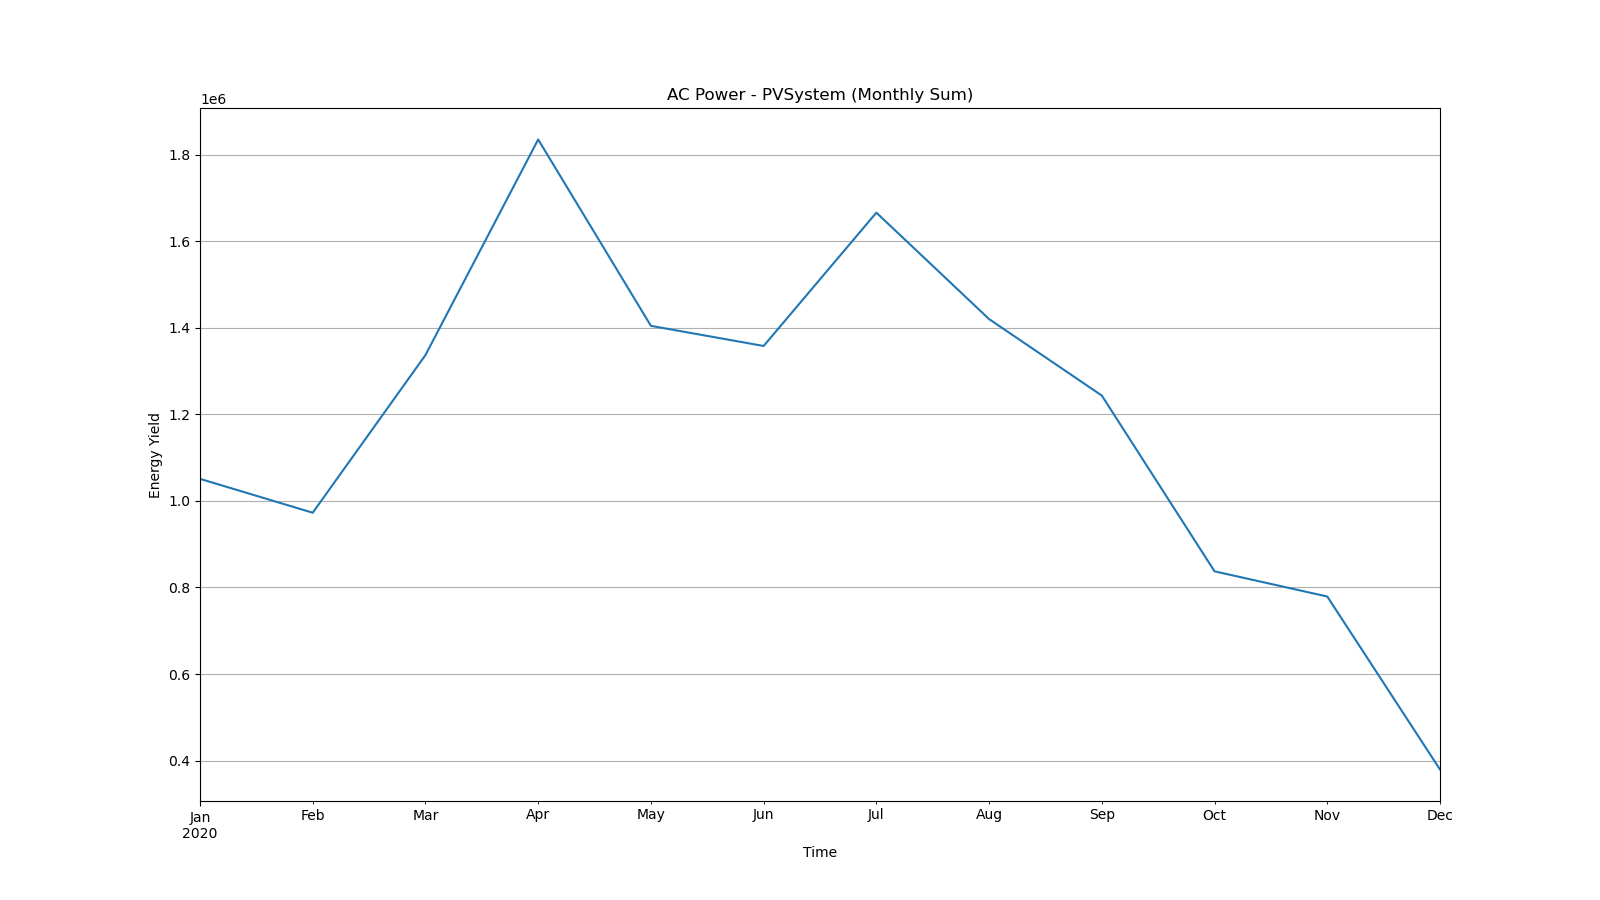 AC Power - PVSystem (Monthly Sum)
1e6
1.8
1.6
1.4
1.2
1.0
0.8
0.6
0.4
Energy Yield
Jan Feb Mar Apr May Jun Jul Aug Sep Oct Nov Dec
2020
Time